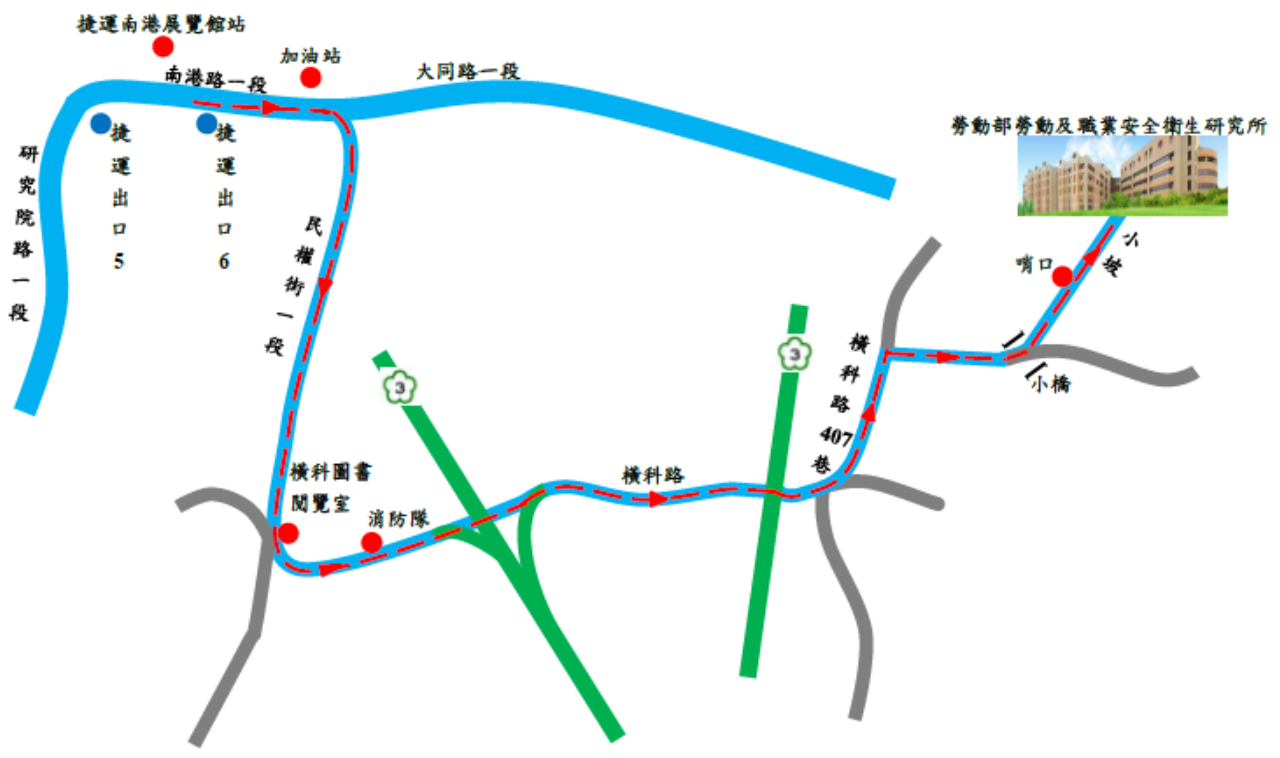 捷運南港展覽館站
加油站
南港路一段
大同路一段
勞動部勞動及職業安全衛生研究所
研究院路一段
捷運出口5
捷運出口6
民權街一段
小坡
哨口
3
3
橫科路407巷
小橋
橫科圖書
閱覽室
消防隊
橫科路